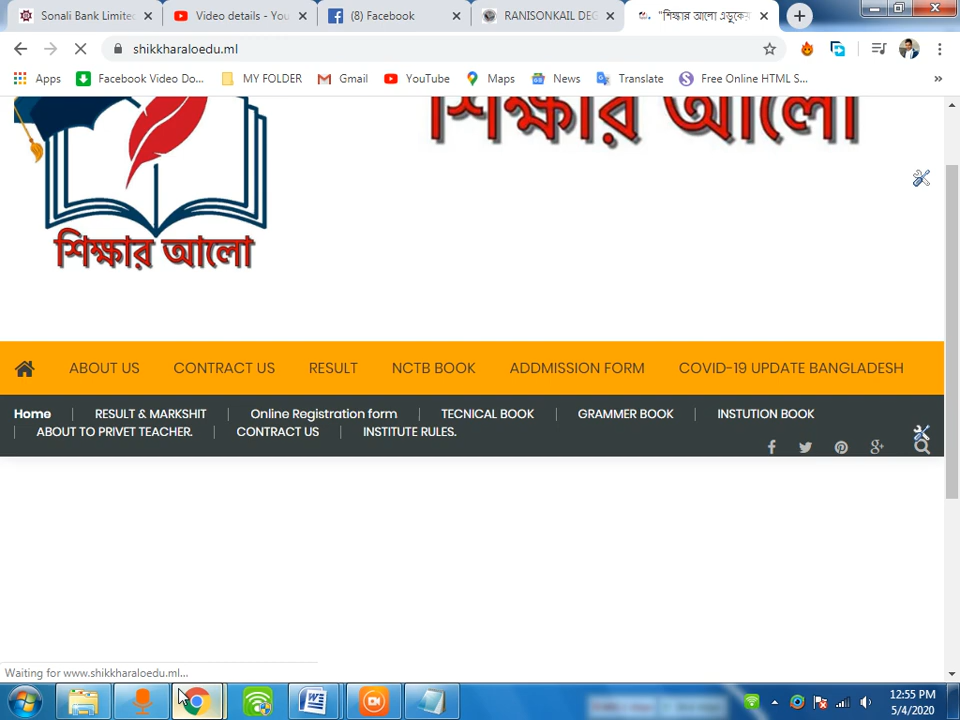 Sonali Bank Limite
Video details - You
(8) Facebook
RANISONKAIL DEG
"শিক্ষার আলো এডুকে
shikkharaloedu.ml
Apps
Facebook Video Do...
MY FOLDER
Gmail
YouTube
Maps
News
Translate
Free Online HTML S...
»
শিক্ষার আলো
শিক্ষার আলো
ABOUT US
CONTRACT US
RESULT
NCTB BOOK
ADDMISSION FORM
COVID-19 UPDATE BANGLADESH
Home
RESULT & MARKSHIT
Online Registration form
TECNICAL BOOK
GRAMMER BOOK
INSTUTION BOOK
ABOUT TO PRIVET TEACHER.
CONTRACT US
INSTITUTE RULES.
Waiting for www.shikkharaloedu.ml...
12:55 PM
5/4/2020